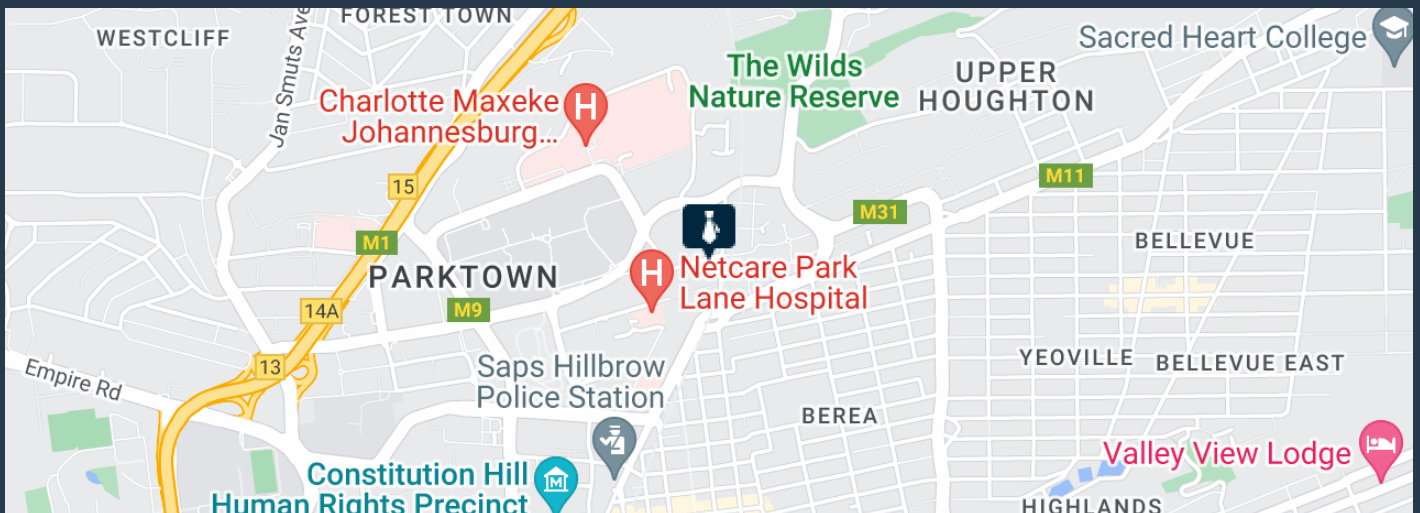 FOREST TOWN
WESTCLIFF
Jan Smuts Ave
Sacred Heart College
The Wilds
Nature Reserve
UPPER
HOUGHTON
Charlotte Maxeke
Johannesburg...
H
15
M11
M31
M1
BELLEVUE
PARKTOWN
H
Netcare Park
Lane Hospital
14A
M9
13
Empire Rd
Saps Hillbrow
Police Station
YEOVILLE
BELLEVUE EAST
BEREA
Valley View Lodge
Constitution Hill
Human Rights Precinct
M
HIGHLANDS